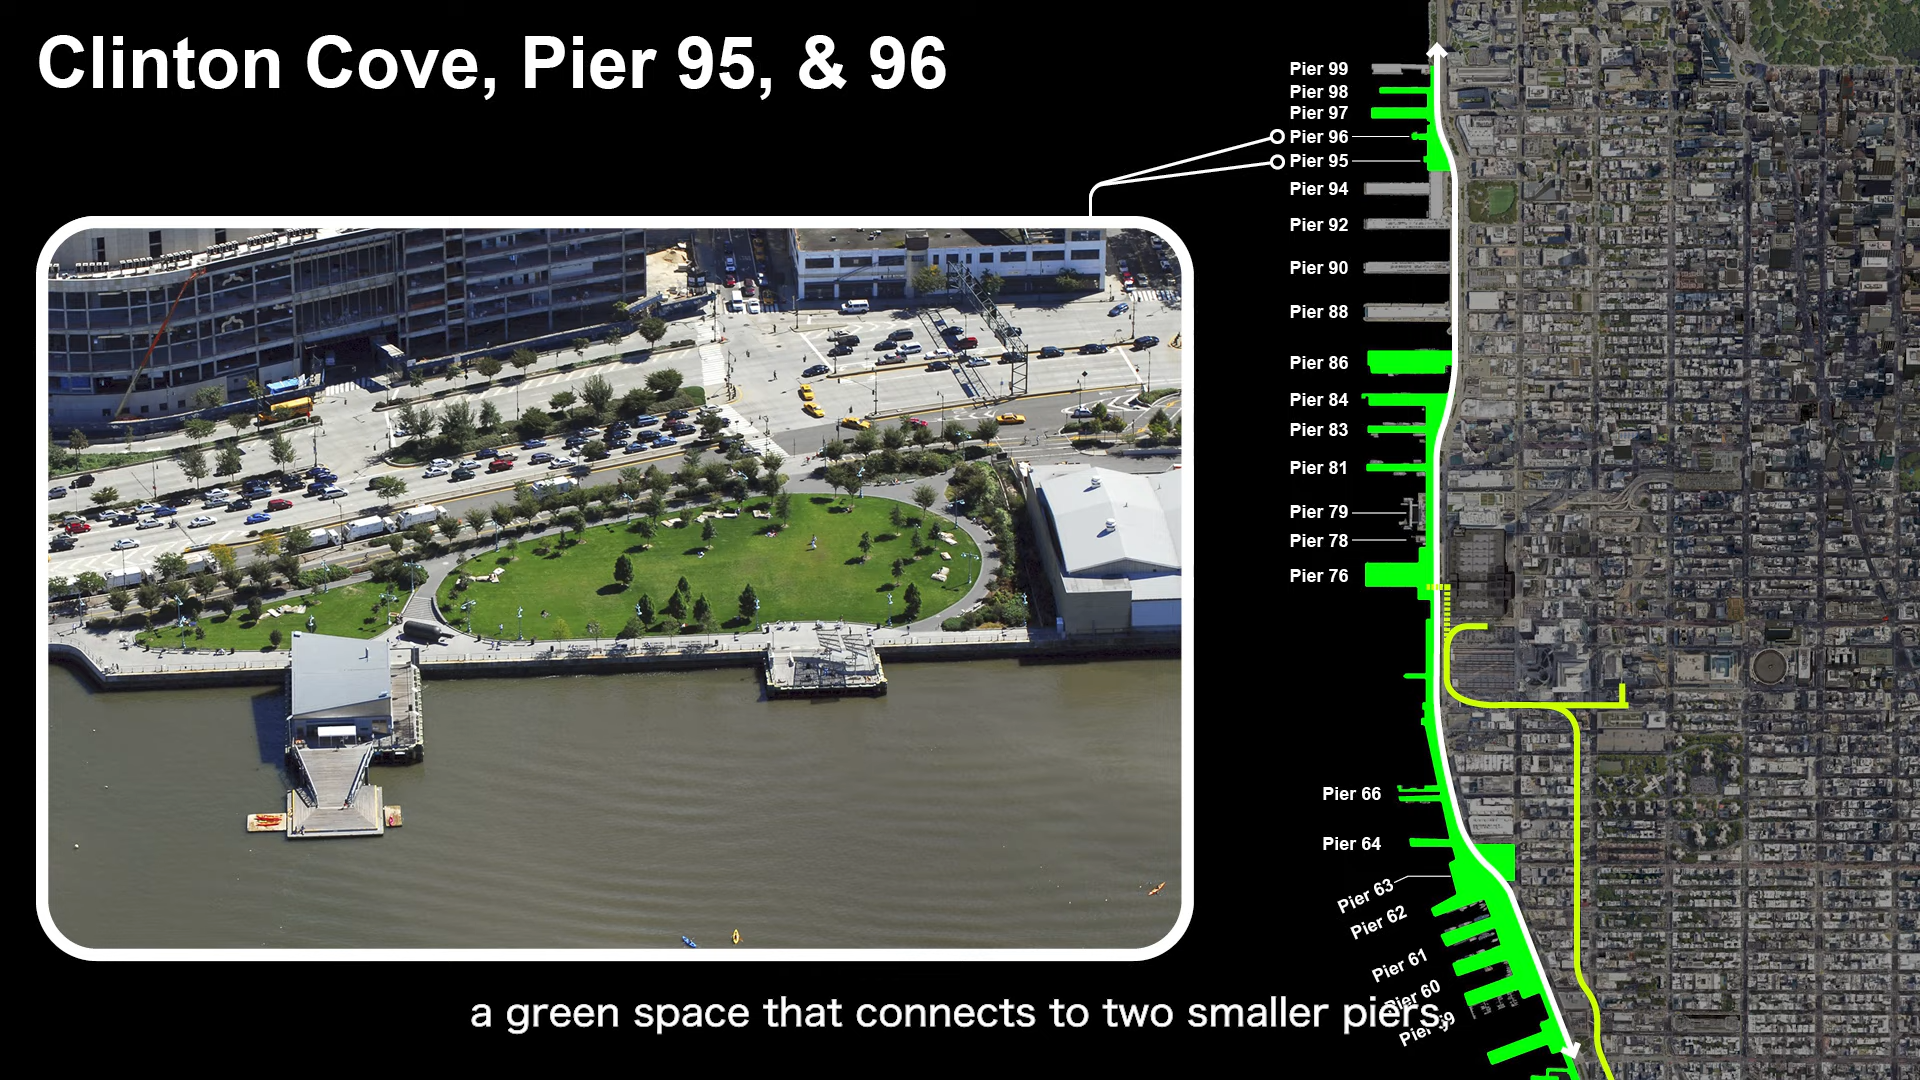 Clinton Cove, Pier 95, & 96
Pier 99
Pier 98
Pier 97
Pier 96
Pier 95
Pier 94
Pier 92
Pier 90
Pier 88
Pier 86
Pier 84
Pier 83
Pier 81
Pier 79
Pier 78
Pier 76
Pier 66
Pier 64
Pier 63
Pier 62
Pier 61
Pier 60
Pier 59
a green space that connects to two smaller piers,